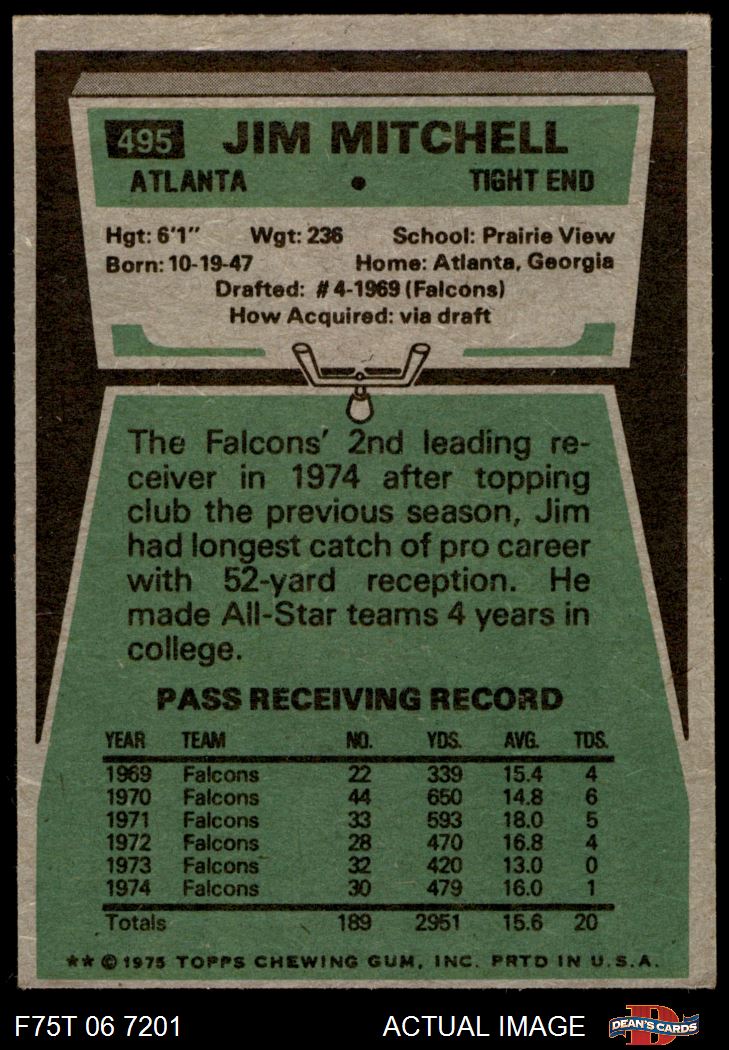 495 JIM MITCHELL
ATLANTA • TIGHT END
Hgt: 6'1" Wgt: 236 School: Prairie View
Born: 10-19-47 Home: Atlanta, Georgia
Drafted: #4-1969 (Falcons)
How Acquired: via draft
The Falcons' 2nd leading re-
ceiver in 1974 after topping
club the previous season, Jim
had longest catch of pro career
with 52-yard reception. He
made All-Star teams 4 years in
college.
PASS RECEIVING RECORD
YEAR TEAM NO. YDS. AVG. TDS.
1969 Falcons 22 339 15.4 4
1970 Falcons 44 650 14.8 6
1971 Falcons 33 593 18.0 5
1972 Falcons 28 470 16.8 4
1973 Falcons 32 420 13.0 0
1974 Falcons 30 479 16.0 1
Totals 189 2951 15.6 20
** © 1975 TOPPS CHEWING GUM, INC. PRTD IN U.S.A.
F75T 06 7201 ACTUAL IMAGE DEAN'S CARDS